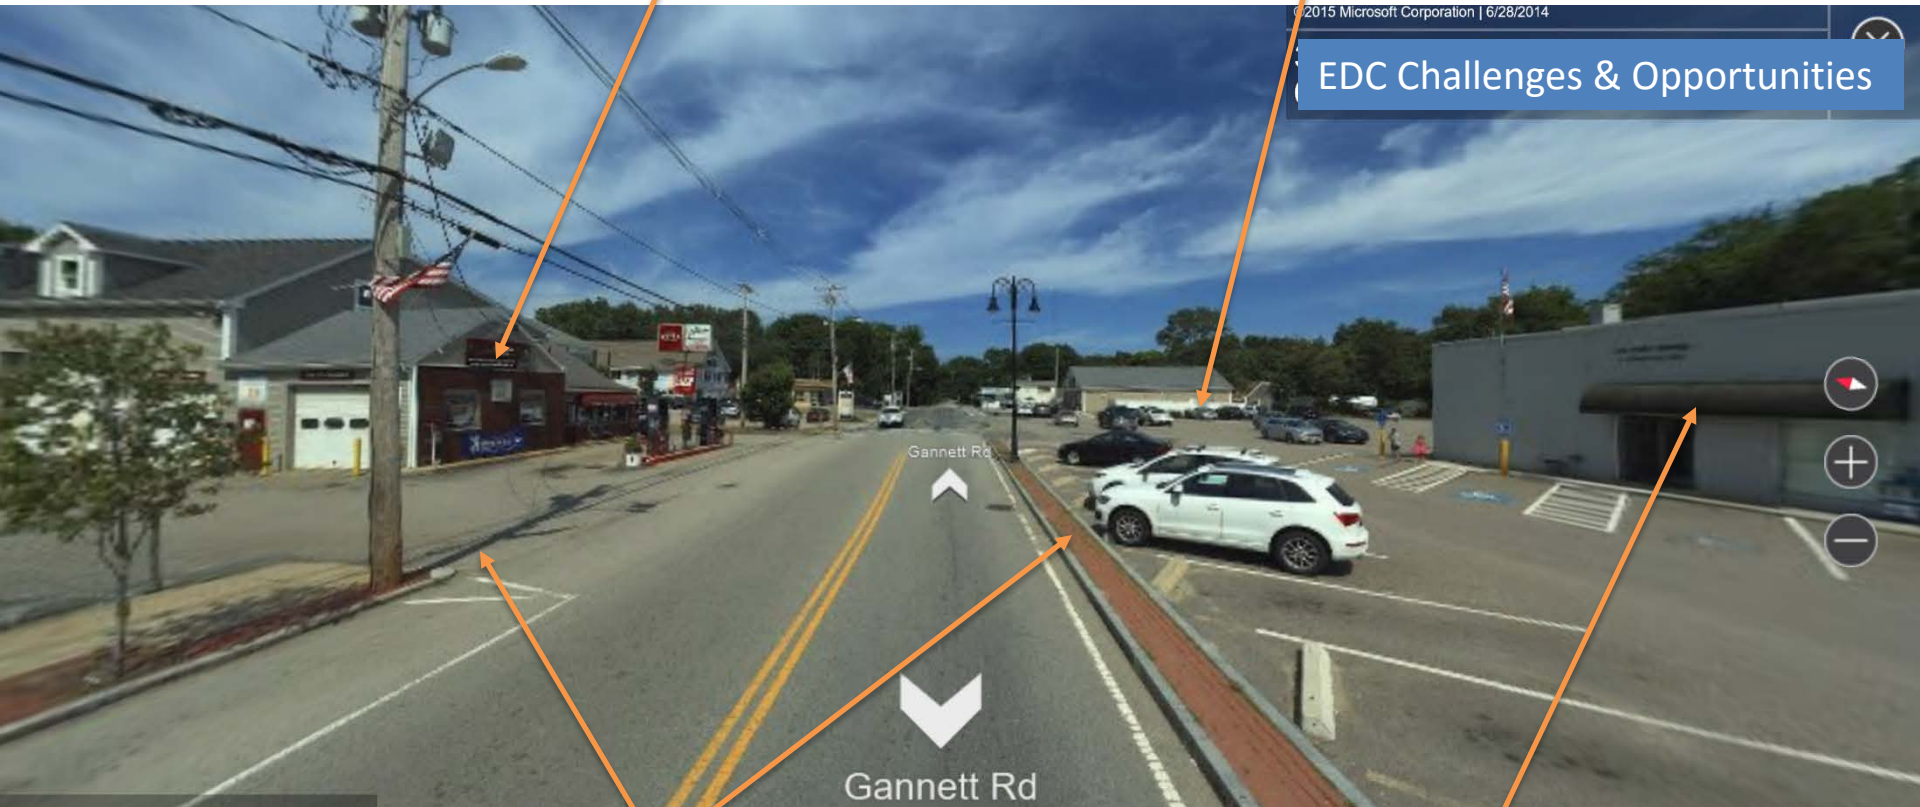 ©2015 Microsoft Corporation | 6/28/2014
EDC Challenges & Opportunities
Gannett Rd
Gannett Rd